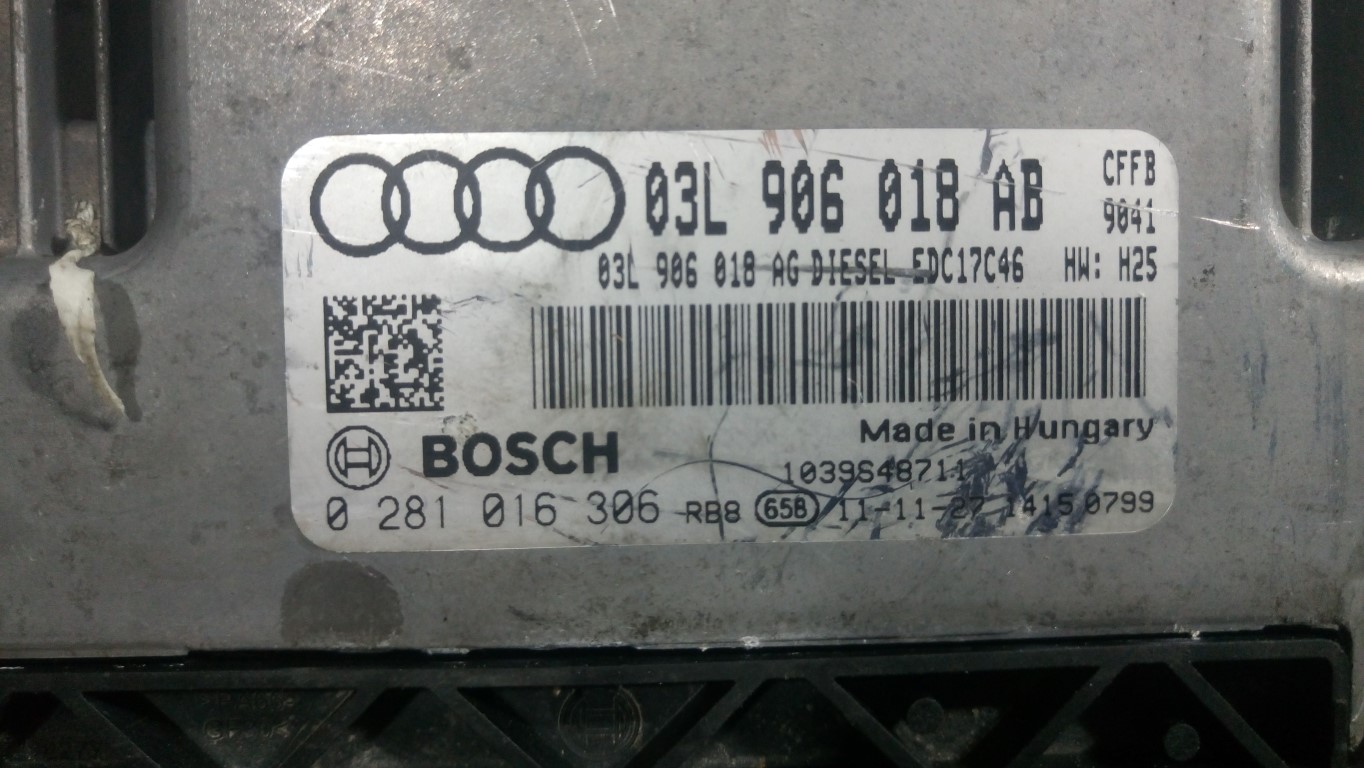 03L 906 018 AB CFFB
9041
03L 906 018 AG DIESEL EDC17C46 HW: H25
Made in Hungary
BOSCH
1039S48711
0 281 016 306 RB8 65B 11-11-27 1415 0799